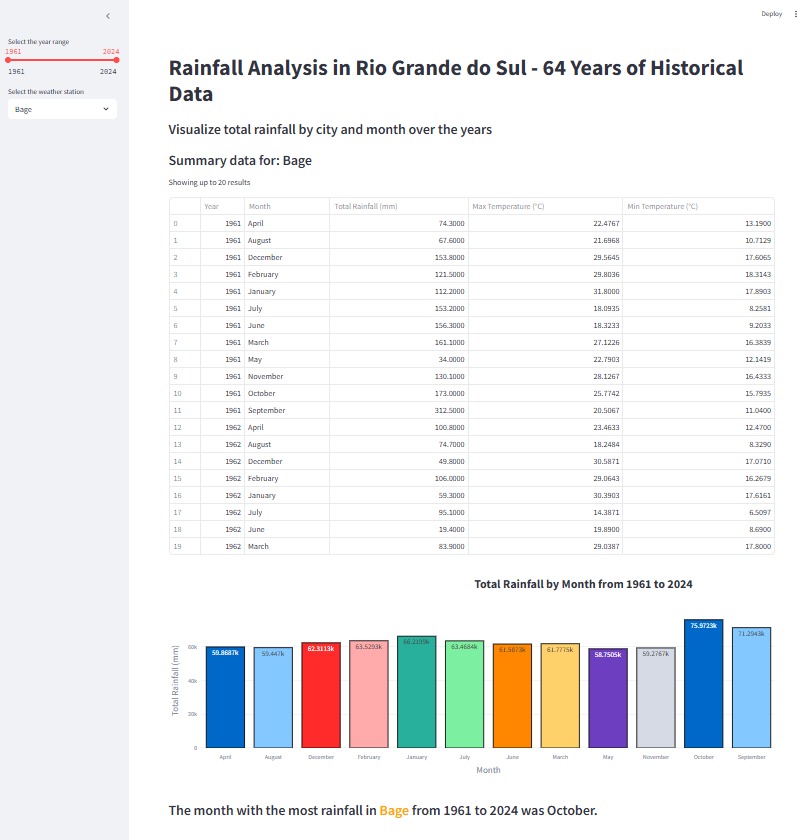 Deploy
Select the year range
1961 2024
1961 2024
Select the weather station
Bage
Rainfall Analysis in Rio Grande do Sul - 64 Years of Historical
Data
Visualize total rainfall by city and month over the years
Summary data for: Bage
Showing up to 20 results
Year Month Total Rainfall (mm) Max Temperature (°C) Min Temperature (°C)
0 1961 April 74.3000 22.4767 13.1900
1 1961 August 67.6000 21.6968 10.7129
2 1961 December 153.8000 29.5645 17.6065
3 1961 February 121.5000 29.8036 18.3143
4 1961 January 112.2000 31.8000 17.8903
5 1961 July 153.2000 18.0935 8.2581
6 1961 June 156.3000 18.3233 9.2033
7 1961 March 161.1000 27.1226 16.3839
8 1961 May 34.0000 22.7903 12.1419
9 1961 November 130.1000 28.1267 16.4333
10 1961 October 173.0000 25.7742 15.7935
11 1961 September 312.5000 20.5067 11.0400
12 1962 April 100.8000 23.4633 12.4700
13 1962 August 74.7000 18.2484 8.3290
14 1962 December 49.8000 30.5871 17.0710
15 1962 February 106.0000 29.0643 16.2679
16 1962 January 59.3000 30.3903 17.6161
17 1962 July 95.1000 14.3871 6.5097
18 1962 June 19.4000 19.8900 8.6900
19 1962 March 83.9000 29.0387 17.8000
Total Rainfall by Month from 1961 to 2024
Total Rainfall (mm)
60k
40k
20k
0
59.8687k 59.447k 62.3113k 63.5293k 63.4684k 61.7775k 58.7505k 59.2767k 75.9723k 71.2943k
April August December February January July June March May November October September
Month
The month with the most rainfall in Bage from 1961 to 2024 was October.